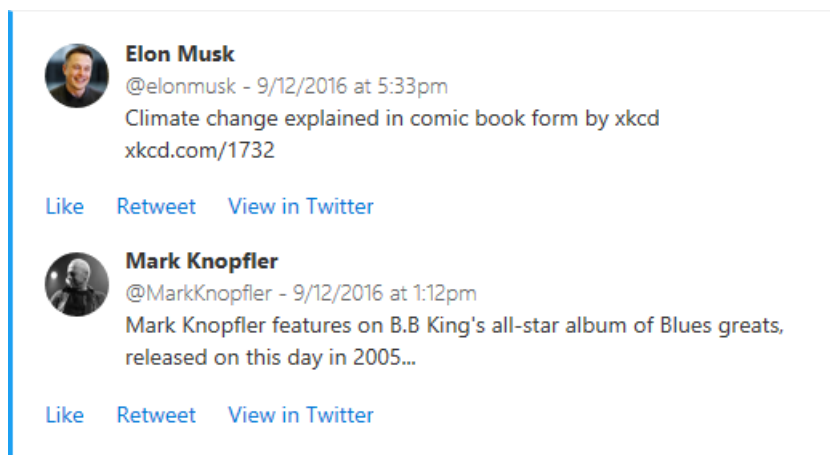 Elon Musk
@elonmusk - 9/12/2016 at 5:33pm
Climate change explained in comic book form by xkcd
xkcd.com/1732
Like Retweet View in Twitter
Mark Knopfler
@MarkKnopfler - 9/12/2016 at 1:12pm
Mark Knopfler features on B.B King's all-star album of Blues greats,
released on this day in 2005...
Like Retweet View in Twitter